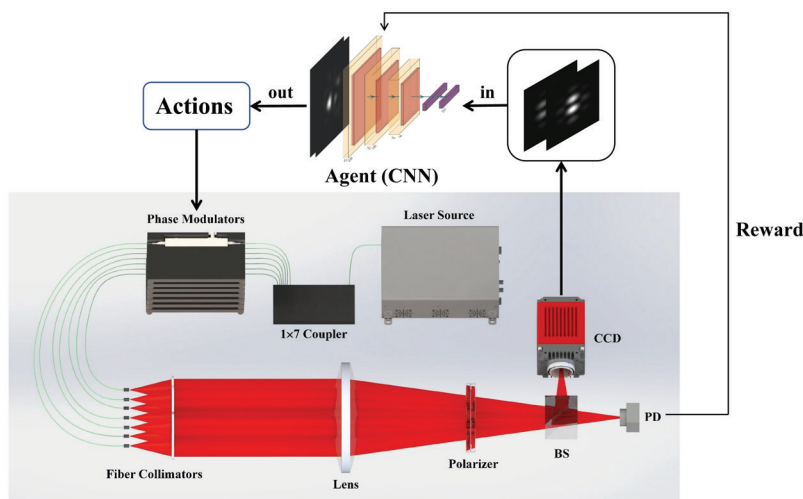 out
in
Actions
Agent (CNN)
Phase Modulators
Laser Source
Reward
1×7 Coupler
CCD
PD
Fiber Collimators
Lens
Polarizer
BS